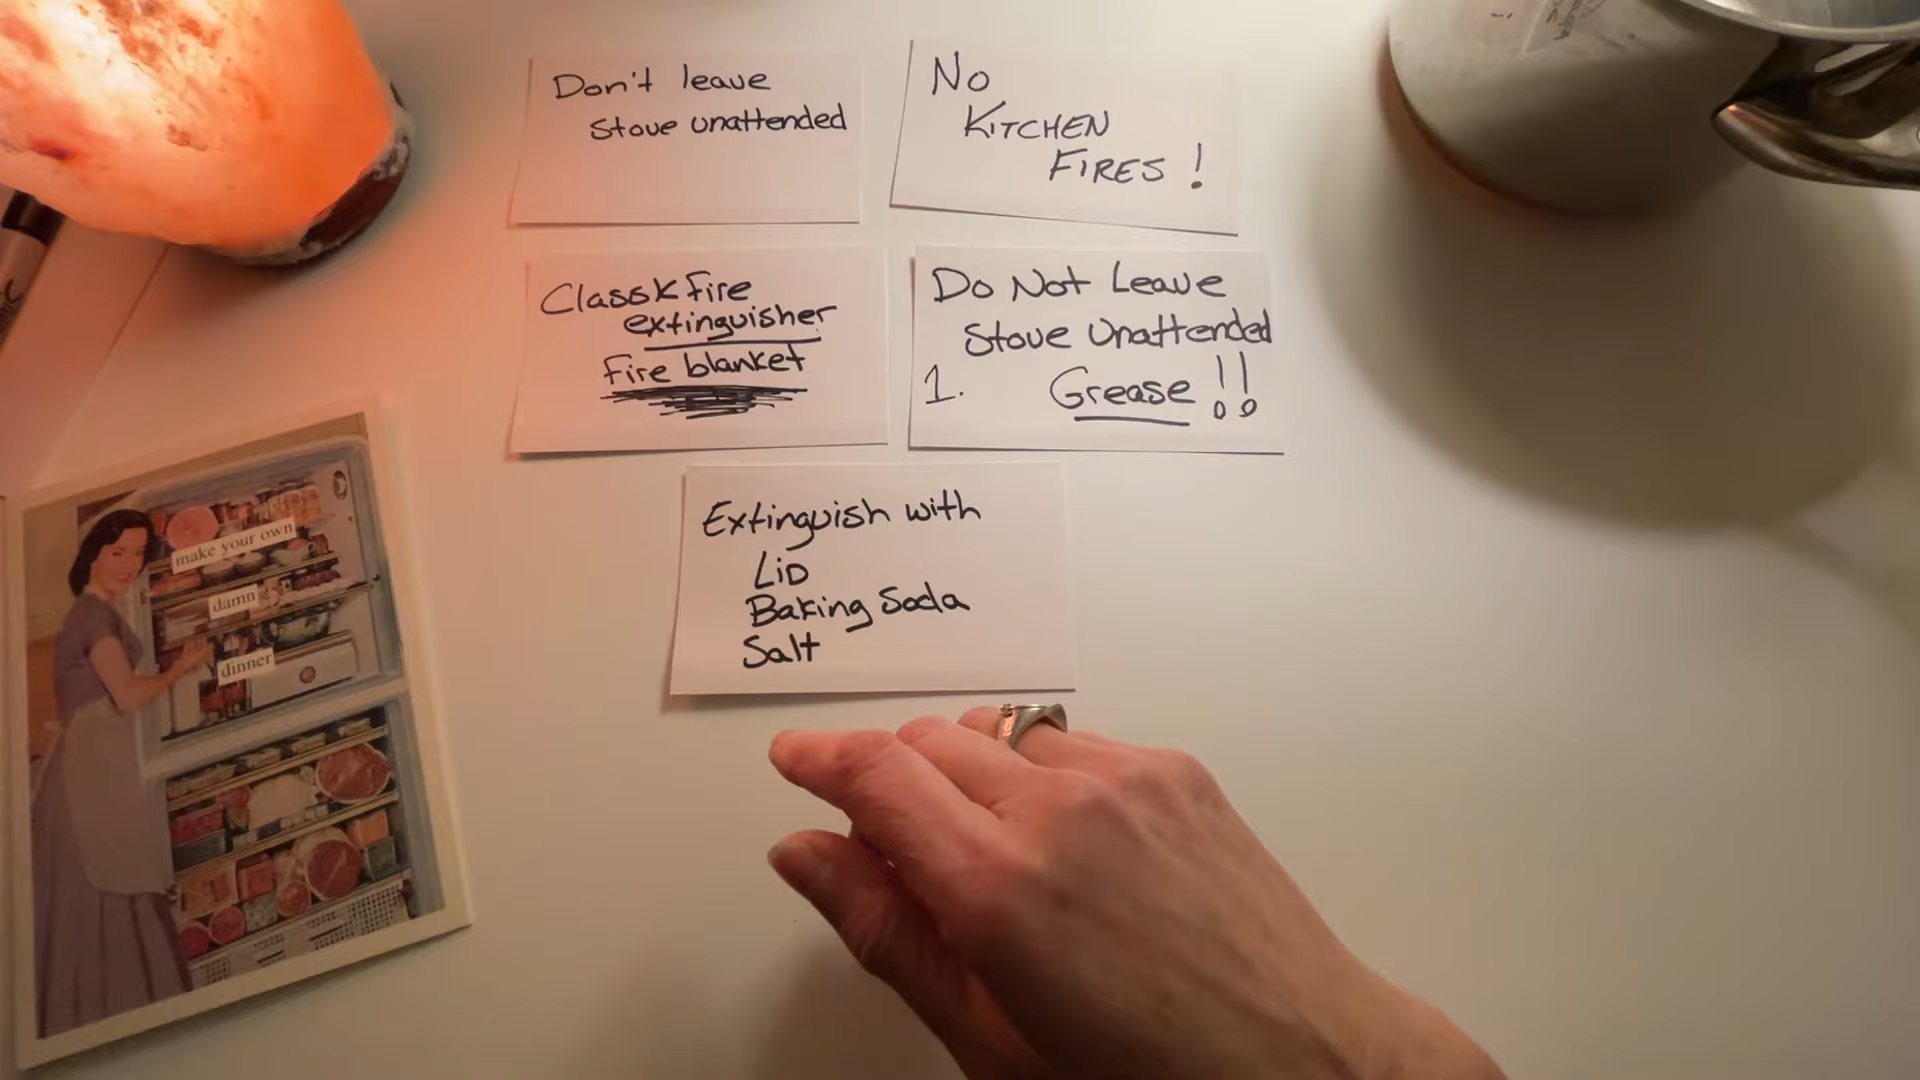 Don't leave
stove unattended
No
KITCHEN
FIRES !
Class K fire
extinguisher
fire blanket
Do Not Leave
Stove Unattended
1. Grease !!
Extinguish with
LiD
Baking Soda
Salt
make your own
damn
dinner